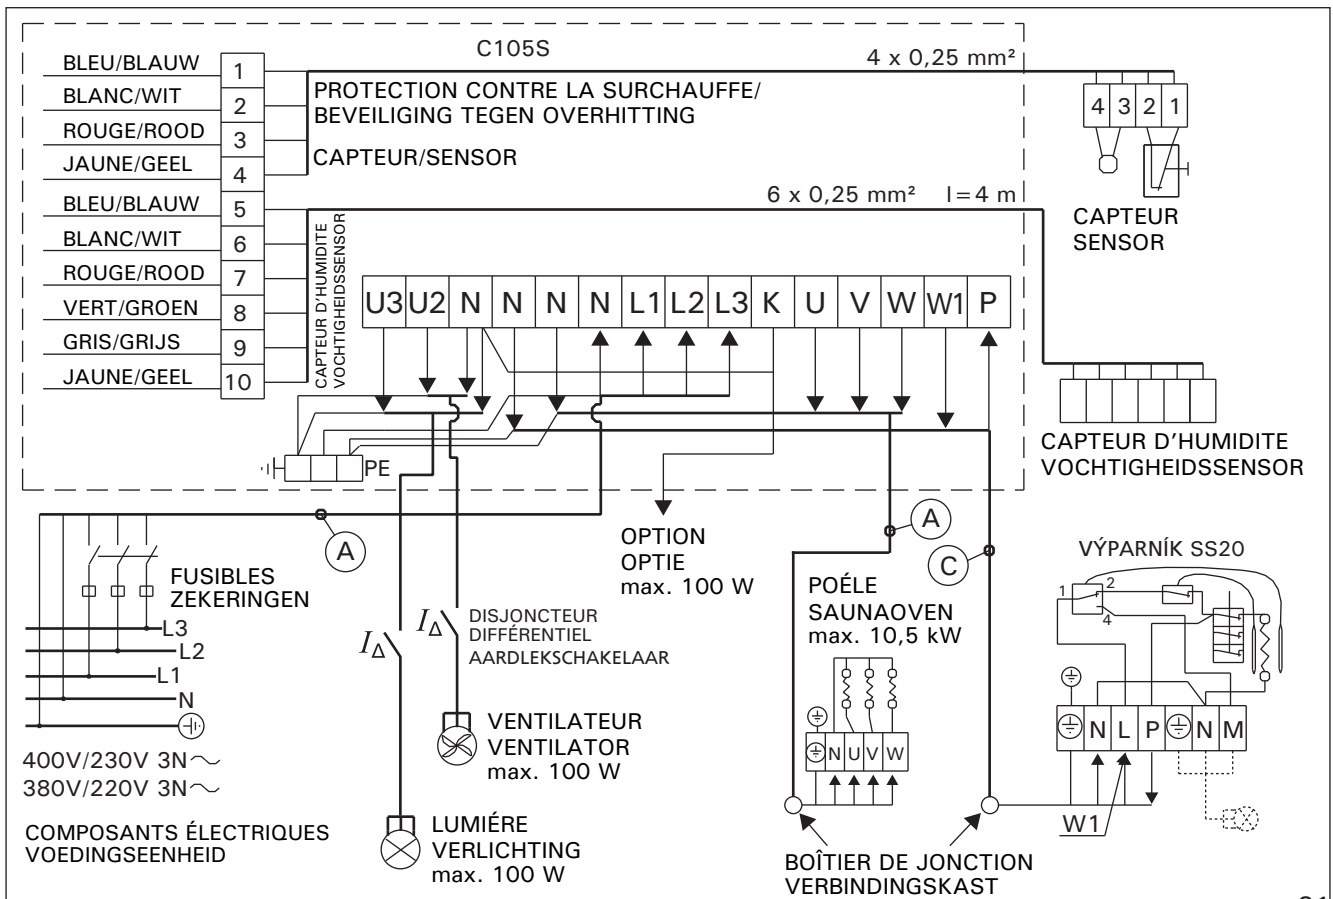 C105S
4 x 0,25 mm²
BLEU/BLAUW 1
BLANC/WIT 2
ROUGE/ROOD 3
JAUNE/GEEL 4
BLEU/BLAUW 5
BLANC/WIT 6
ROUGE/ROOD 7
VERT/GROEN 8
GRIS/GRIJS 9
JAUNE/GEEL 10
PROTECTION CONTRE LA SURCHAUFFE/
BEVEILIGING TEGEN OVERHITTING
CAPTEUR/SENSOR
4 3 2 1
CAPTEUR
SENSOR
6 x 0,25 mm² l=4 m
CAPTEUR D'HUMIDITE
VOCHTIGHEIDSSENSOR
U3 U2 N N N N L1 L2 L3 K U V W W1 P
CAPTEUR D'HUMIDITE
VOCHTIGHEIDSSENSOR
PE
A
A
C
OPTION
OPTIE
max. 100 W
FUSIBLES
ZEKERINGEN
L3
L2
L1
N
400V/230V 3N~
380V/220V 3N~
COMPOSANTS ÉLECTRIQUES
VOEDINGSEENHEID
I∆
I∆
DISJONCTEUR
DIFFÉRENTIEL
AARDLEKSCHAKELAAR
VENTILATEUR
VENTILATOR
max. 100 W
LUMIÉRE
VERLICHTING
max. 100 W
POÉLE
SAUNAOVEN
max. 10,5 kW
N U V W
BOÎTIER DE JONCTION
VERBINDINGSKAST
VÝPARNÍK SS20
1 2
4
N L P N M
W1